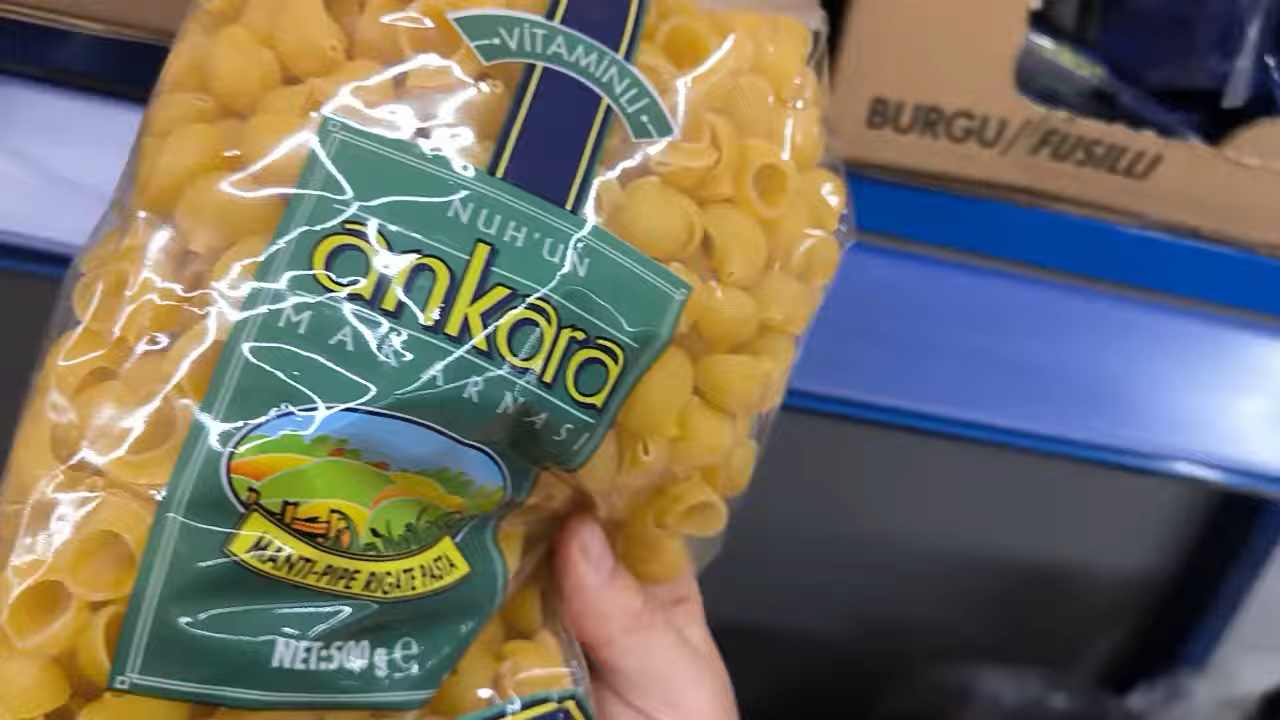 VİTAMİNLİ
NUH'UN
ankara
MAKARNASI
MANTI-PIPE RIGATE PASTA
NET:500 g e
BURGU/FUSILLI